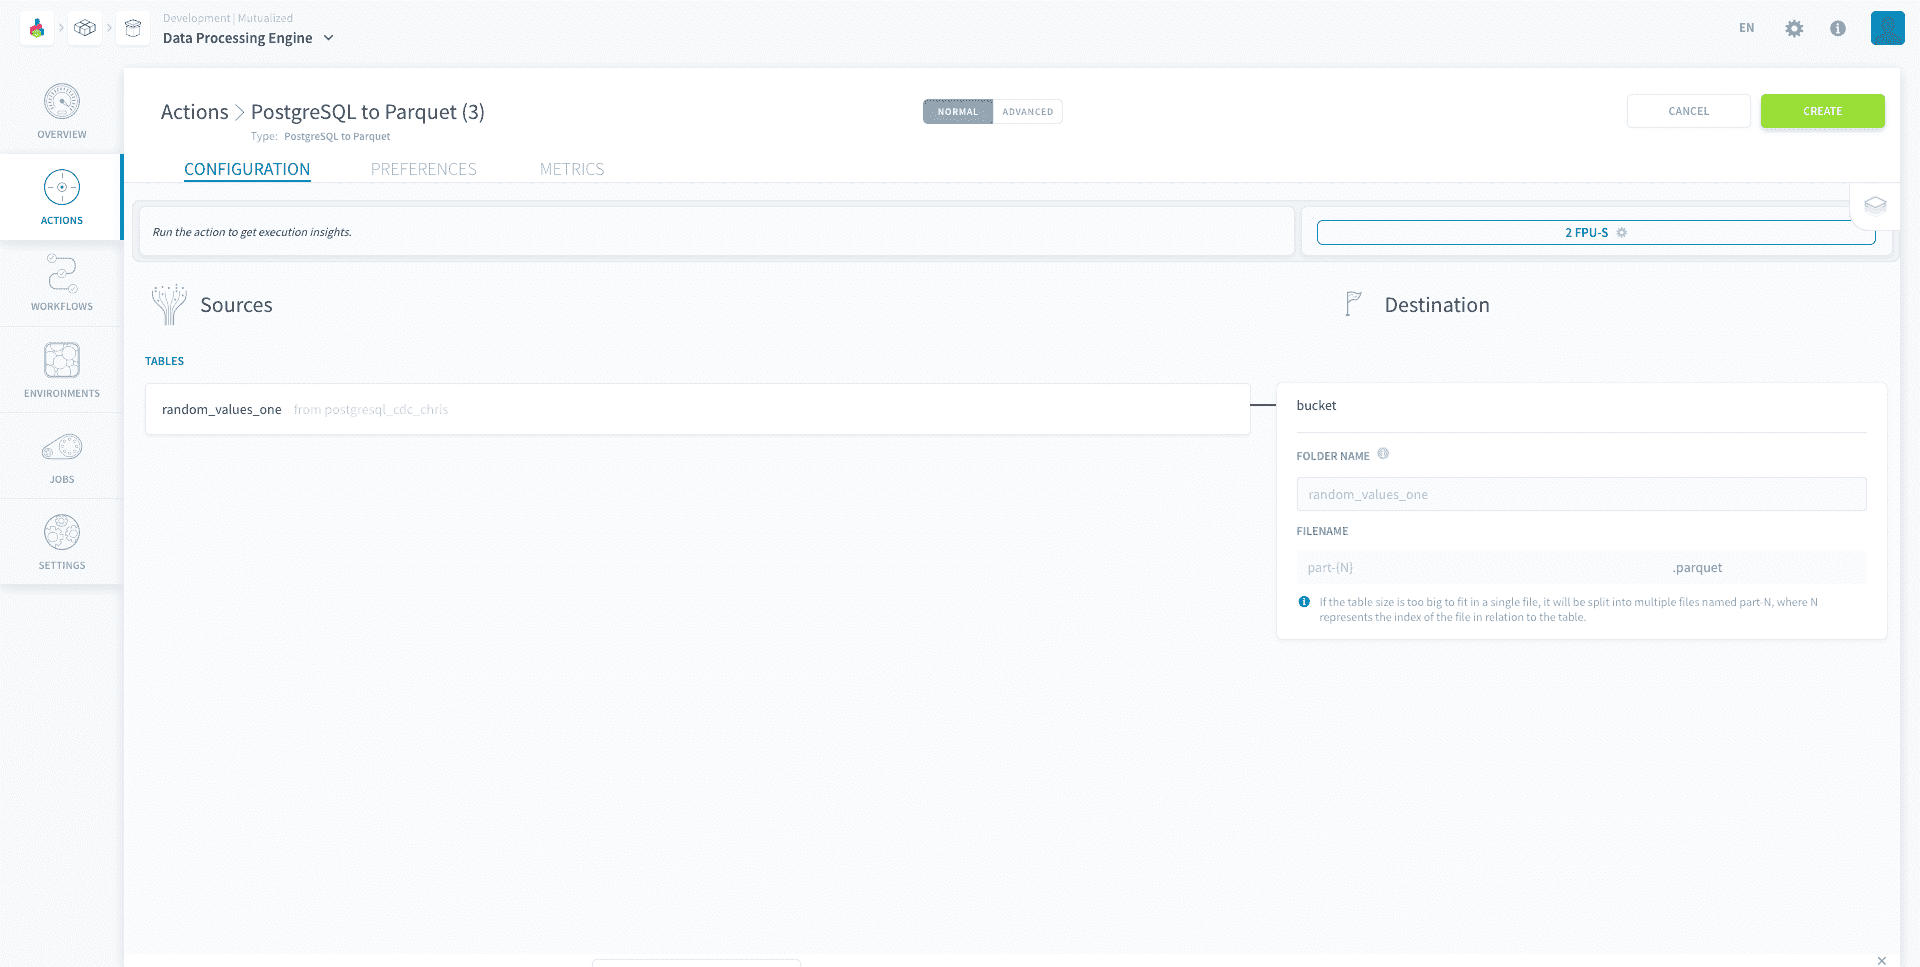 Development | Mutualized
Data Processing Engine
EN
OVERVIEW
ACTIONS
WORKFLOWS
ENVIRONMENTS
JOBS
SETTINGS
Actions > PostgreSQL to Parquet (3)
Type: PostgreSQL to Parquet
NORMAL ADVANCED
CANCEL CREATE
CONFIGURATION PREFERENCES METRICS
Run the action to get execution insights.
2 FPU-S
Sources
Destination
TABLES
random_values_one from postgresql_cdc_chris
bucket
FOLDER NAME
random_values_one
FILENAME
part-{N} .parquet
If the table size is too big to fit in a single file, it will be split into multiple files named part-N, where N
represents the index of the file in relation to the table.